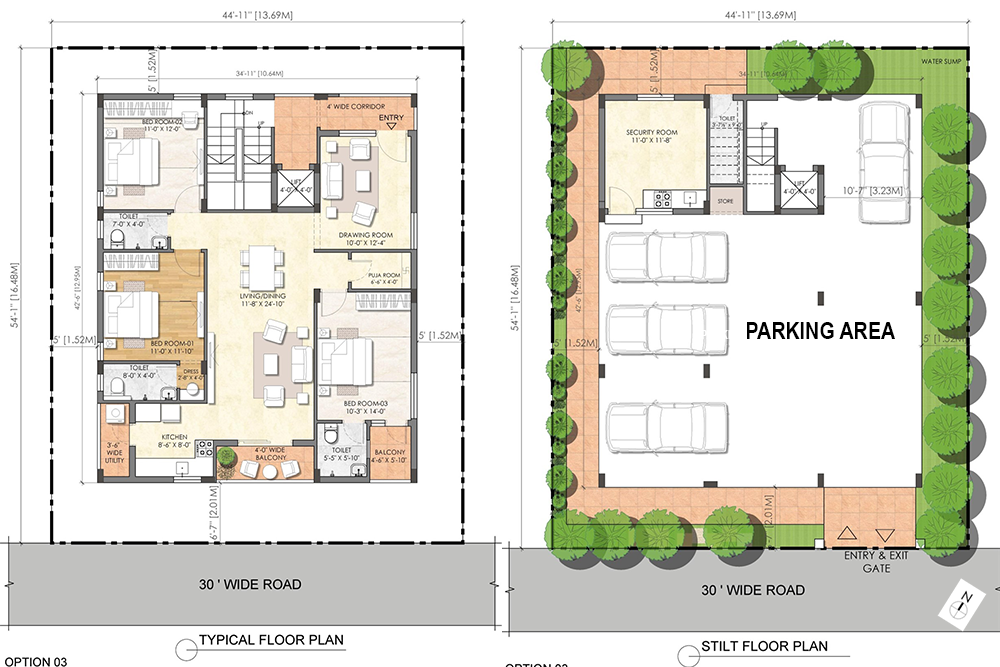 44'-11" [13.69M]
5' [1.52M]
34'-11" [10.64M]
54'-1" [16.48M]
42'-6" [12.95M]
BED ROOM-02
11'-0" X 12'-0"
DN
UP
4' WIDE CORRIDOR
ENTRY
LIFT
4'-0"X 4'-0"
TOILET
7'-0" X 4'-0"
DRAWING ROOM
10'-0" X 12'-4"
PUJA ROOM
6'-6" X 4'-0"
LIVING/DINING
11'-8" X 24'-10"
5' [1.52M]
5' [1.52M]
BED ROOM-01
11'-0" X 11'-10"
TOILET
8'-0" X 4'-0"
DRESS
2'-8" X 4'-0"
BED ROOM-03
10'-3" X 14'-0"
KITCHEN
8'-6" X 8'-0"
3'-6"
WIDE
UTILITY
4'-0" WIDE
BALCONY
TOILET
5'-5" X 5'-10"
BALCONY
4'-6" X 5'-10"
6'-7" [2.01M]
30 ' WIDE ROAD
TYPICAL FLOOR PLAN
OPTION 03
44'-11" [13.69M]
5' [1.52M]
34'-11" [10.64M]
WATER SUMP
54'-1" [16.48M]
42'-6" [12.95M]
SECURITY ROOM
11'-0" X 11'-8"
TOILET
UP
LIFT
4'-0"X 4'-0"
STORE
10'-7" [3.23M]
PARKING AREA
5' [1.52M]
5' [1.52M]
[2.01M]
ENTRY & EXIT
GATE
30 ' WIDE ROAD
N
STILT FLOOR PLAN
OPTION 03